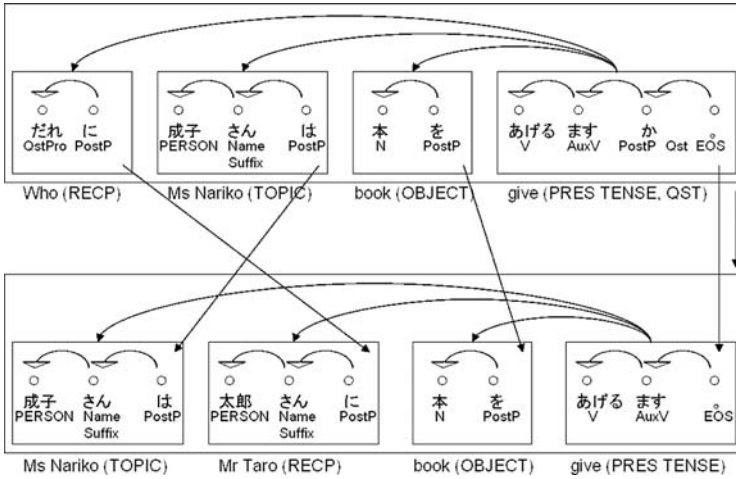 だれ に 成子 さん は 本 を あげる ます か 。
QstPro PostP PERSON Name PostP N PostP V AuxV PostP Qst EOS
Suffix
Who (RECP) Ms Nariko (TOPIC) book (OBJECT) give (PRES TENSE, QST)
成子 さん は 太郎 さん に 本 を あげる ます 。
PERSON Name PostP PERSON Name PostP N PostP V AuxV EOS
Suffix Suffix
Ms Nariko (TOPIC) Mr Taro (RECP) book (OBJECT) give (PRES TENSE)